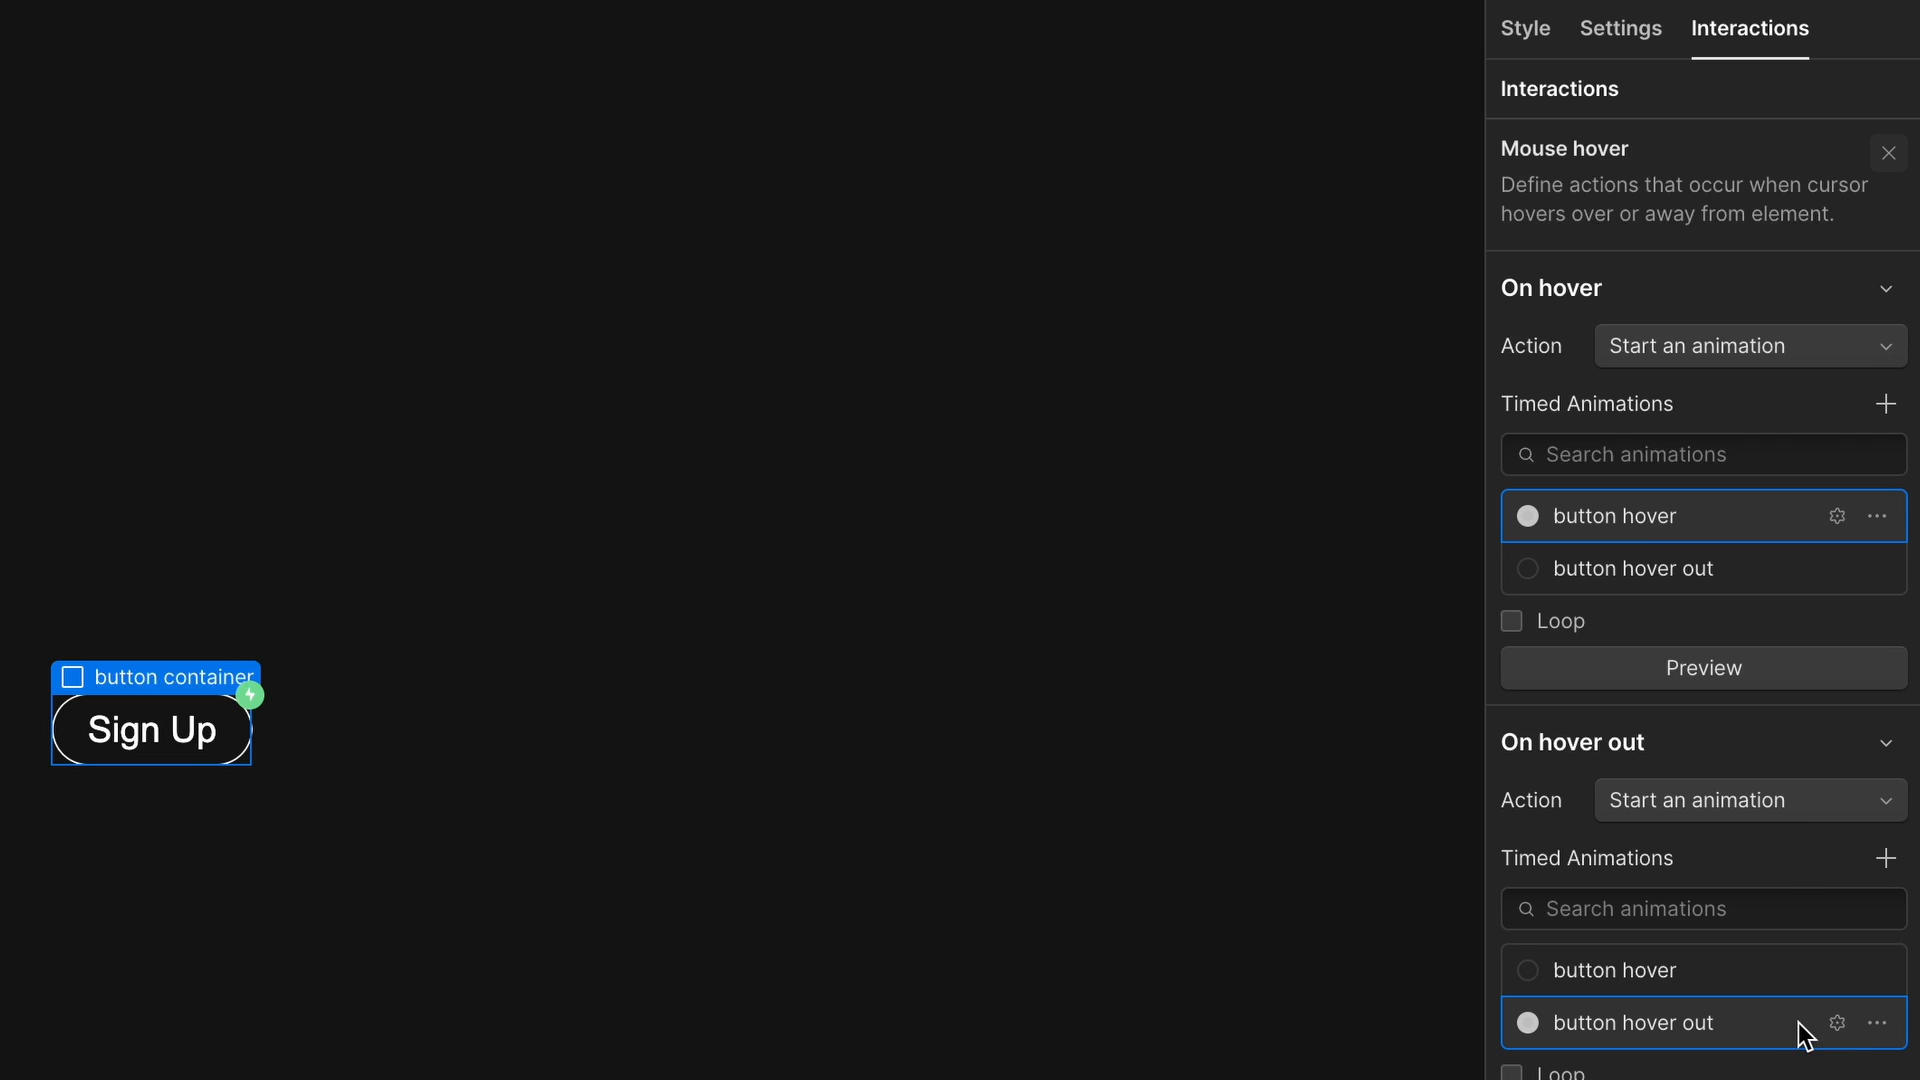 Style Settings Interactions
Interactions
Mouse hover
Define actions that occur when cursor
hovers over or away from element.
On hover
Action Start an animation
Timed Animations
Search animations
button hover
button hover out
Loop
Preview
button container
Sign Up
On hover out
Action Start an animation
Timed Animations
Search animations
button hover
button hover out
Loop